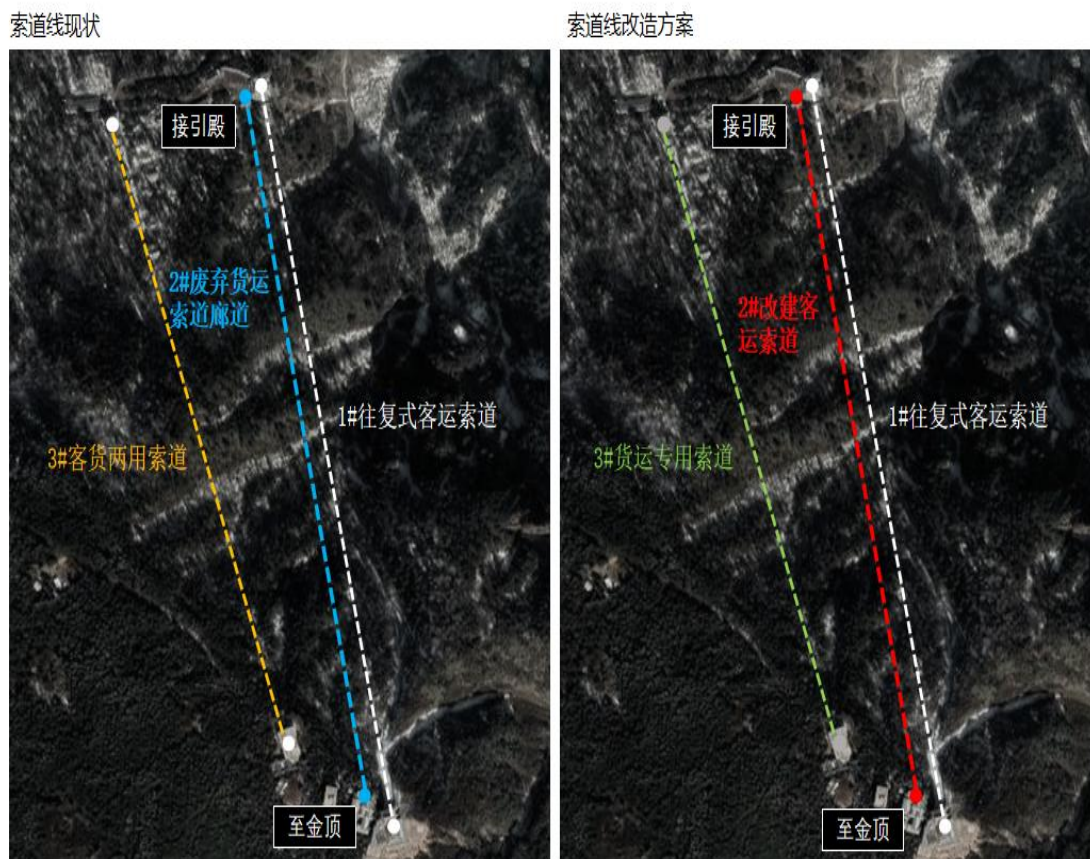 索道线现状
接引殿
2#废弃货运
索道廊道
1#往复式客运索道
3#客货两用索道
至金顶
索道线改造方案
接引殿
2#改建客
运索道
1#往复式客运索道
3#货运专用索道
至金顶